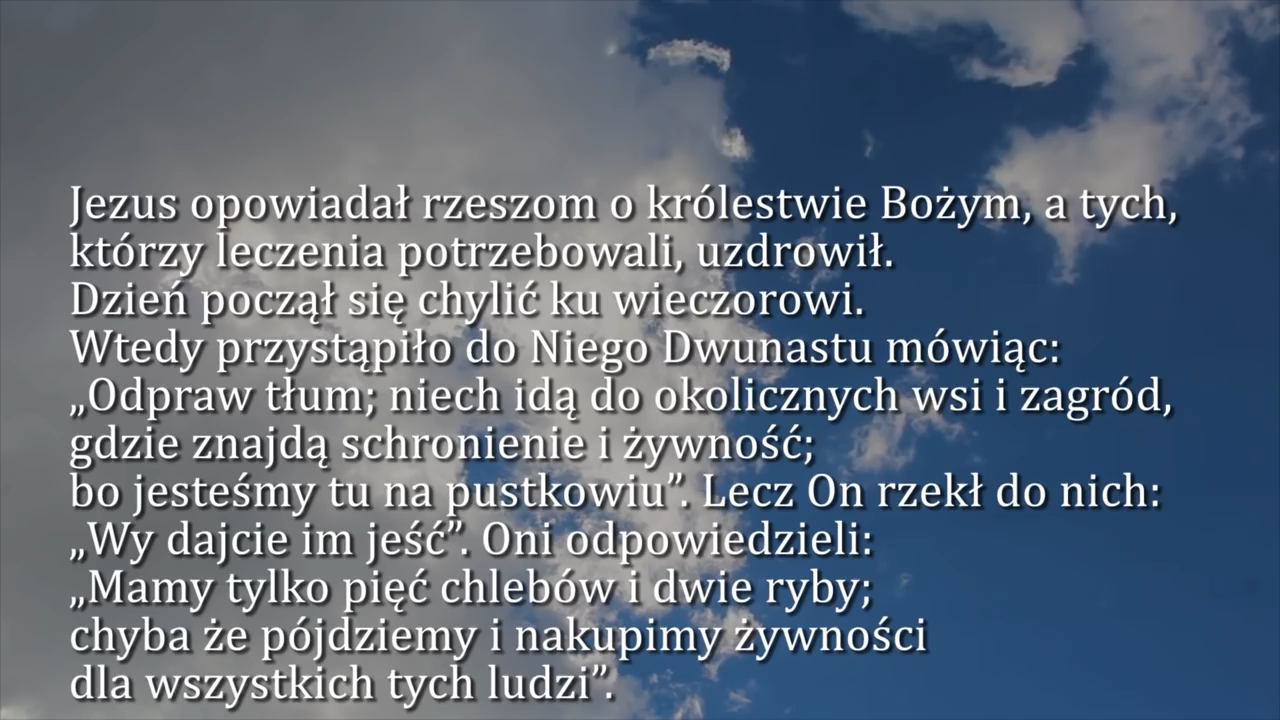 Jezus opowiadał rzeszom o królestwie Bożym, a tych,
którzy leczenia potrzebowali, uzdrowił.
Dzień począł się chylić ku wieczorowi.
Wtedy przystąpiło do Niego Dwunastu mówiąc:
„Odpraw tłum; niech idą do okolicznych wsi i zagród,
gdzie znajdą schronienie i żywność;
bo jesteśmy tu na pustkowiu”. Lecz On rzekł do nich:
„Wy dajcie im jeść”. Oni odpowiedzieli:
„Mamy tylko pięć chlebów i dwie ryby;
chyba że pójdziemy i nakupimy żywności
dla wszystkich tych ludzi”.